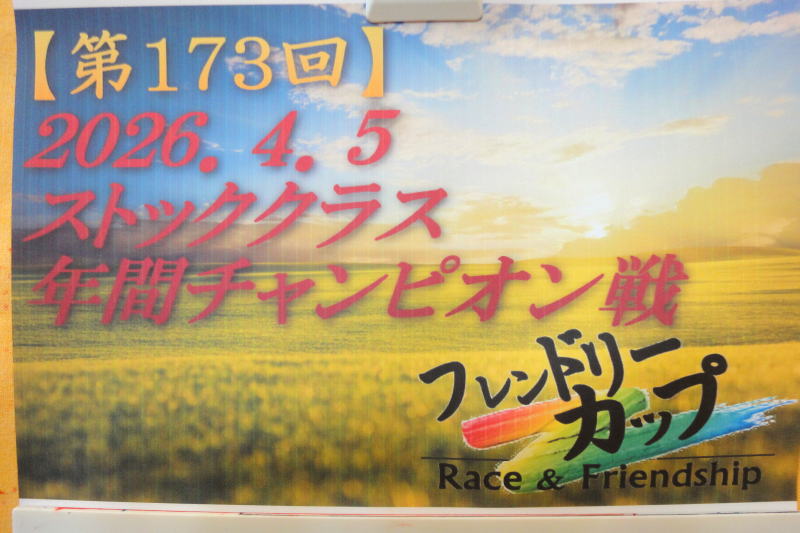 【第173回】
2026.4.5
ストッククラス
年間チャンピオン戦
フレンドリー
カップ
Race & Friendship